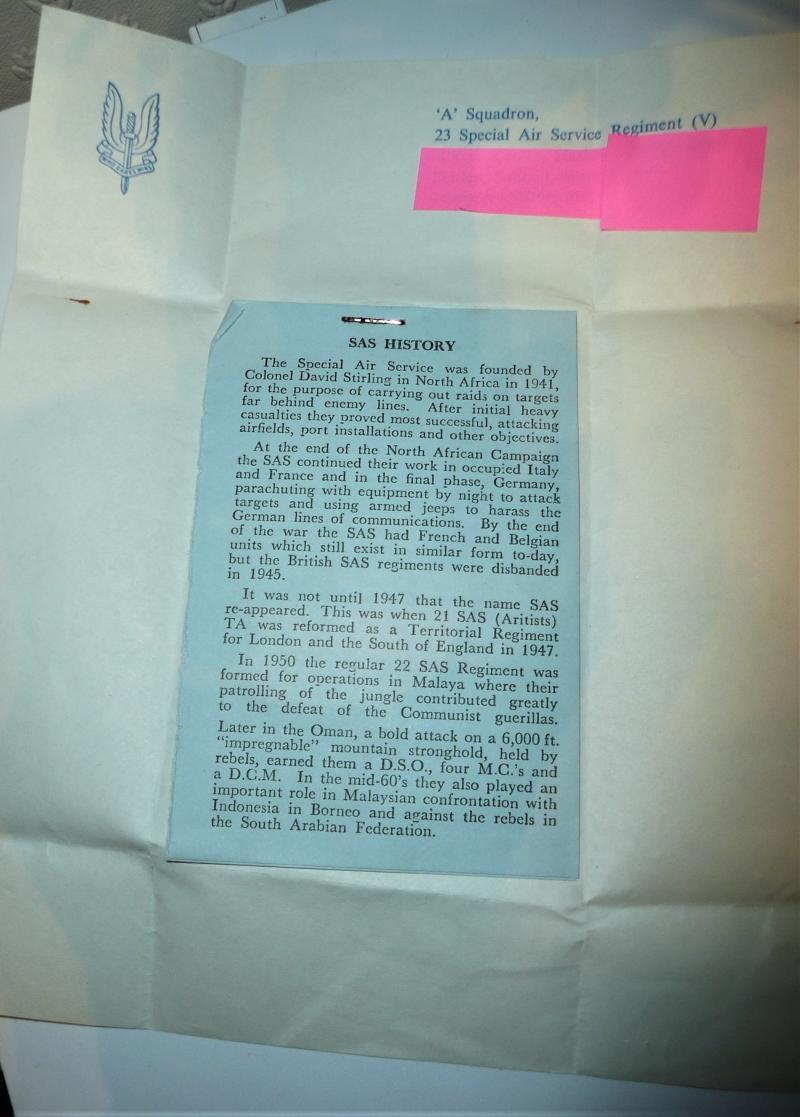 WHO DARES WINS
'A' Squadron,
23 Special Air Service Regiment (V)
SAS HISTORY
The Special Air Service was founded by
Colonel David Stirling in North Africa in 1941,
for the purpose of carrying out raids on targets
far behind enemy lines. After initial heavy
casualties they proved most successful, attacking
airfields, port installations and other objectives.
At the end of the North African Campaign
the SAS continued their work in occupied Italy
and France and in the final phase, Germany,
parachuting with equipment by night to attack
targets and using armed jeeps to harass the
German lines of communications. By the end
of the war the SAS had French and Belgian
units which still exist in similar form to-day,
but the British SAS regiments were disbanded
in 1945.
It was not until 1947 that the name SAS
re-appeared. This was when 21 SAS (Aritists)
TA was reformed as a Territorial Regiment
for London and the South of England in 1947.
In 1950 the regular 22 SAS Regiment was
formed for operations in Malaya where their
patrolling of the jungle contributed greatly
to the defeat of the Communist guerillas.
Later in the Oman, a bold attack on a 6,000 ft.
"impregnable" mountain stronghold, held by
rebels, earned them a D.S.O., four M.C.'s and
a D.C.M. In the mid-60's they also played an
important role in Malaysian confrontation with
Indonesia in Borneo and against the rebels in
the South Arabian Federation.